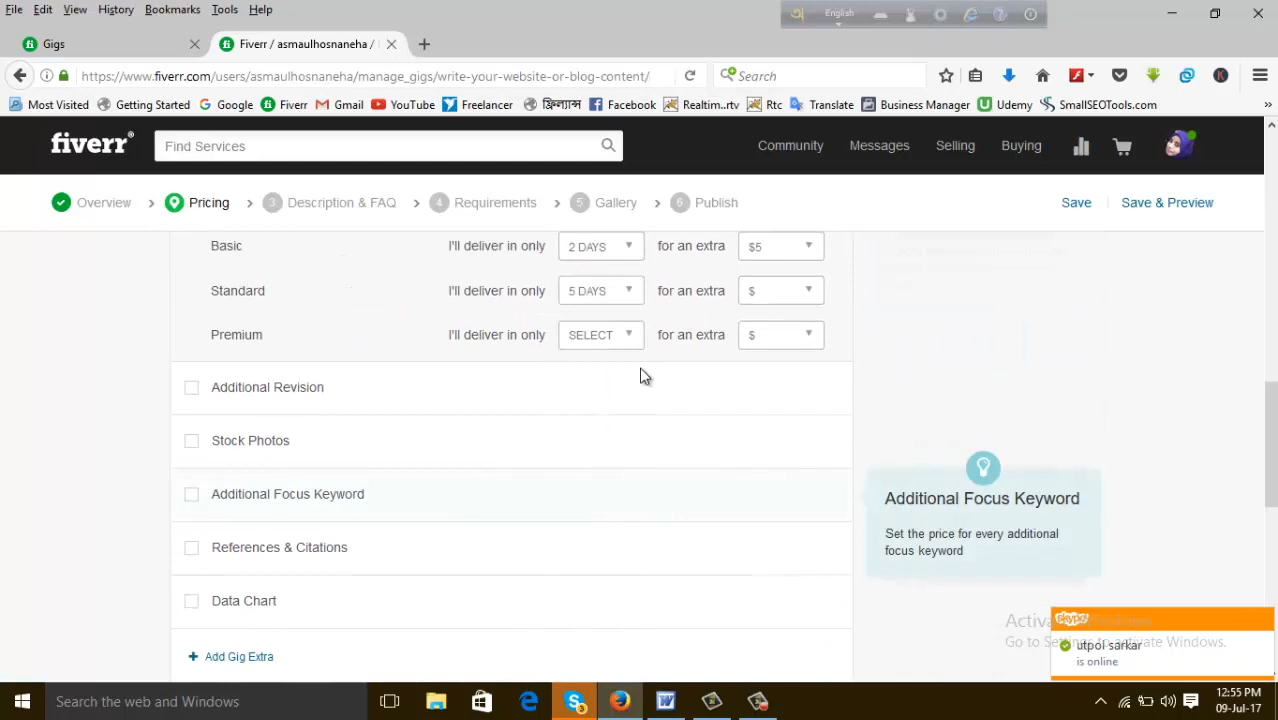 File Edit View History Bookmarks Tools Help
অ English
Gigs
Fiverr / asmaulhosnaneha /
https://www.fiverr.com/users/asmaulhosnaneha/manage_gigs/write-your-website-or-blog-content/
Search
Most Visited Getting Started Google Fiverr Gmail YouTube Freelancer ফ্রিল্যান্স Facebook Realtim..rtv Rtc Translate Business Manager Udemy SmallSEOTools.com
fiverr®
Find Services
Community Messages Selling Buying
Overview Pricing 3 Description & FAQ 4 Requirements 5 Gallery 6 Publish Save Save & Preview
Basic I'll deliver in only 2 DAYS for an extra $5
Standard I'll deliver in only 5 DAYS for an extra $
Premium I'll deliver in only SELECT for an extra $
Additional Revision
Stock Photos
Additional Focus Keyword
References & Citations
Data Chart
+ Add Gig Extra
Additional Focus Keyword
Set the price for every additional
focus keyword
Go to Settings to activate Windows.
skype
utpol sarkar
is online
Search the web and Windows
3
12:55 PM
09-Jul-17